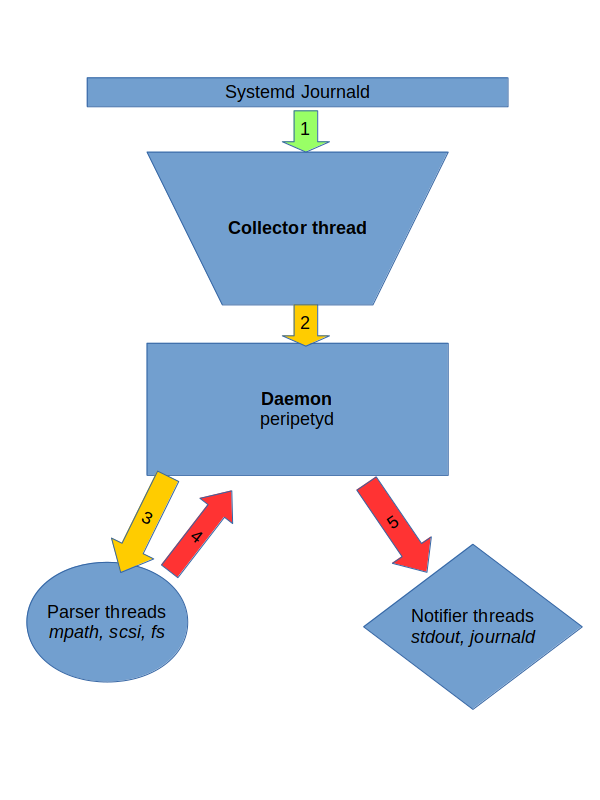 Systemd Journald
1
Collector thread
2
Daemon
peripetyd
3
4
5
Parser threads
mpath, scsi, fs
Notifier threads
stdout, journald